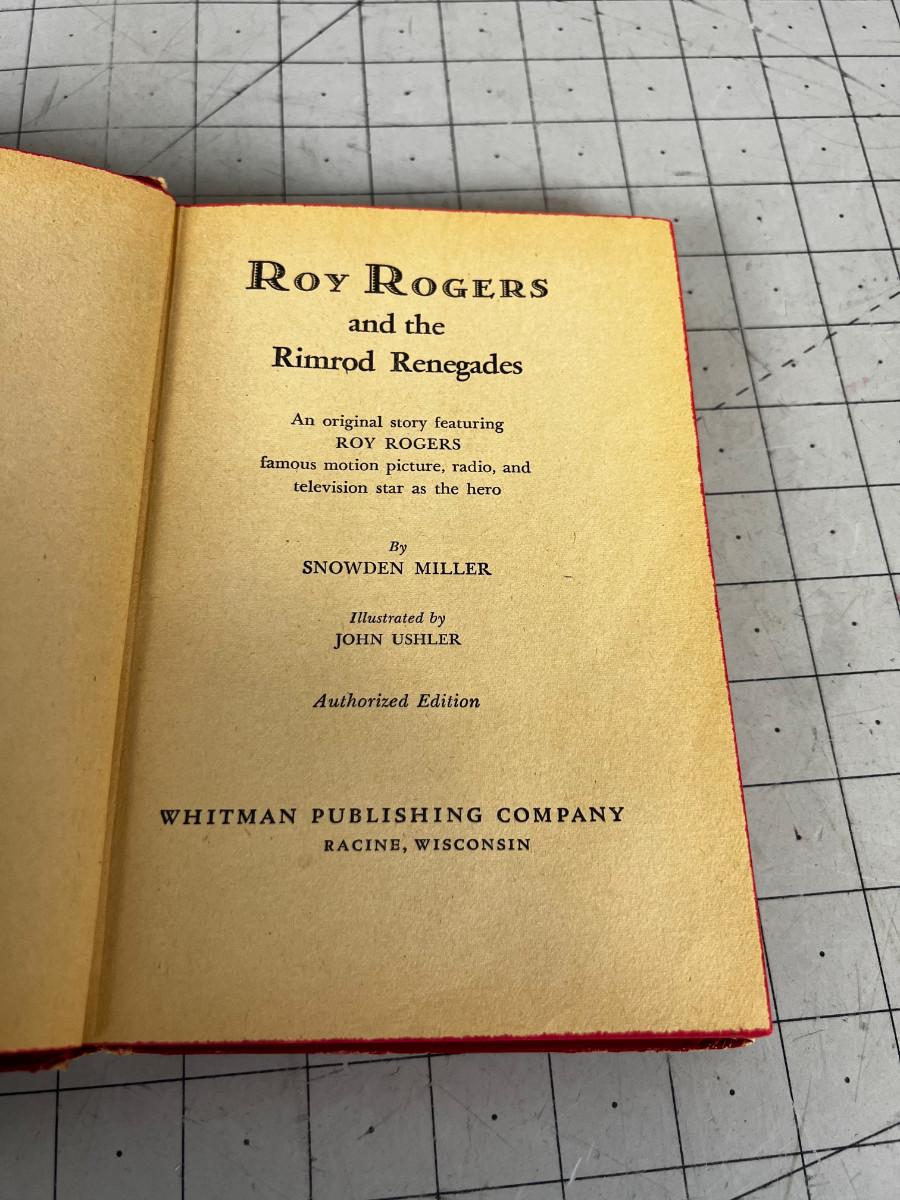 ROY ROGERS
and the
Rimrod Renegades
An original story featuring
ROY ROGERS
famous motion picture, radio, and
television star as the hero
By
SNOWDEN MILLER
Illustrated by
JOHN USHLER
Authorized Edition
WHITMAN PUBLISHING COMPANY
RACINE, WISCONSIN